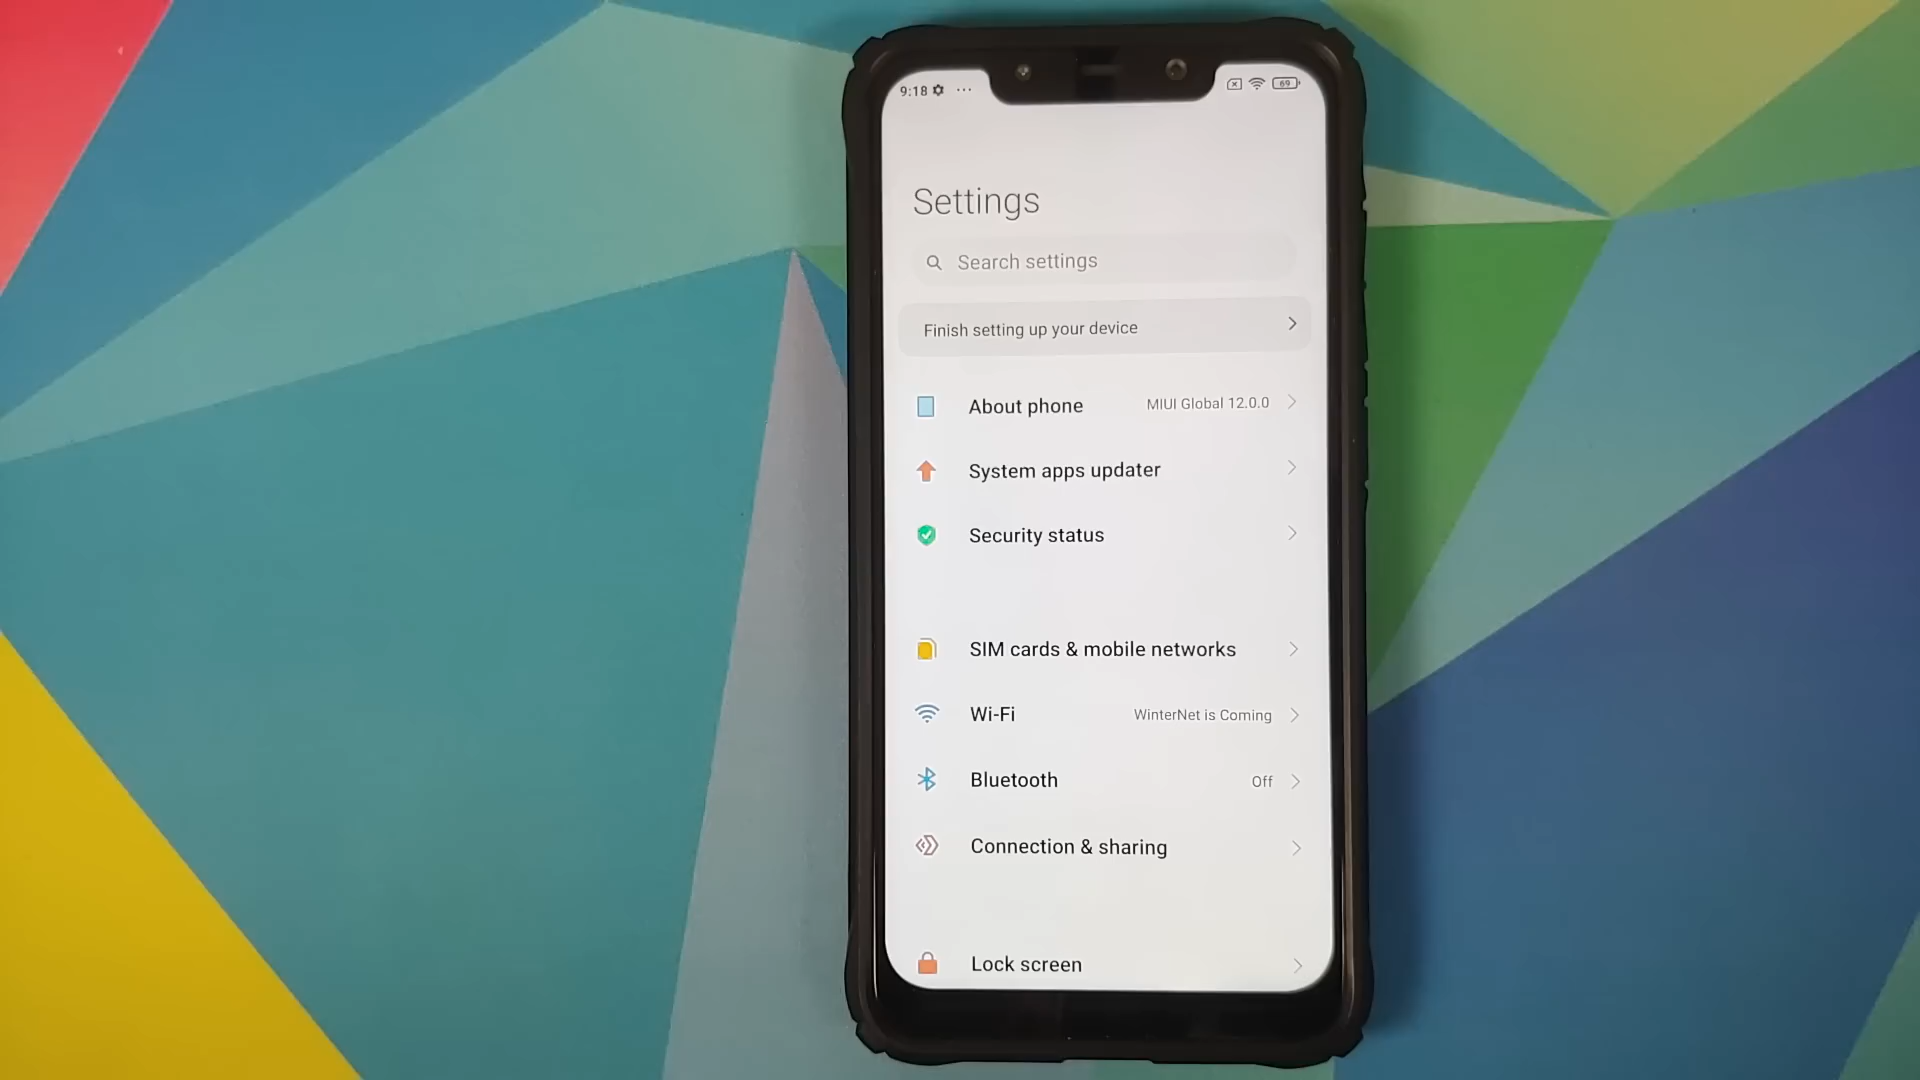 9:18 ... 69
Settings
Search settings
Finish setting up your device
About phone MIUI Global 12.0.0
System apps updater
Security status
SIM cards & mobile networks
Wi-Fi WinterNet is Coming
Bluetooth Off
Connection & sharing
Lock screen